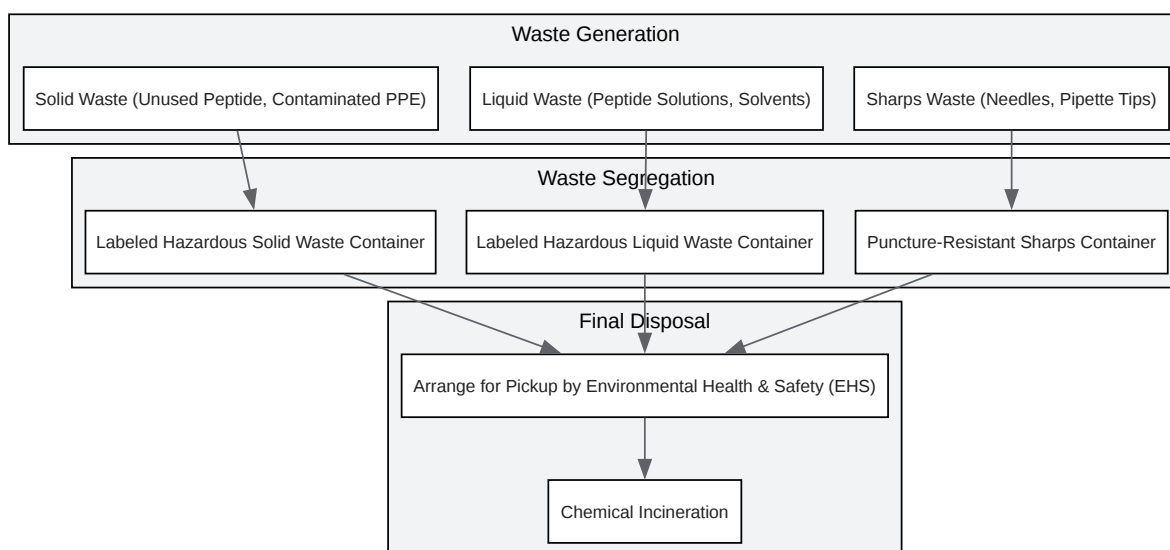 Waste Generation
Solid Waste (Unused Peptide, Contaminated PPE)
Liquid Waste (Peptide Solutions, Solvents)
Sharps Waste (Needles, Pipette Tips)
Waste Segregation
Labeled Hazardous Solid Waste Container
Labeled Hazardous Liquid Waste Container
Puncture-Resistant Sharps Container
Final Disposal
Arrange for Pickup by Environmental Health & Safety (EHS)
Chemical Incineration